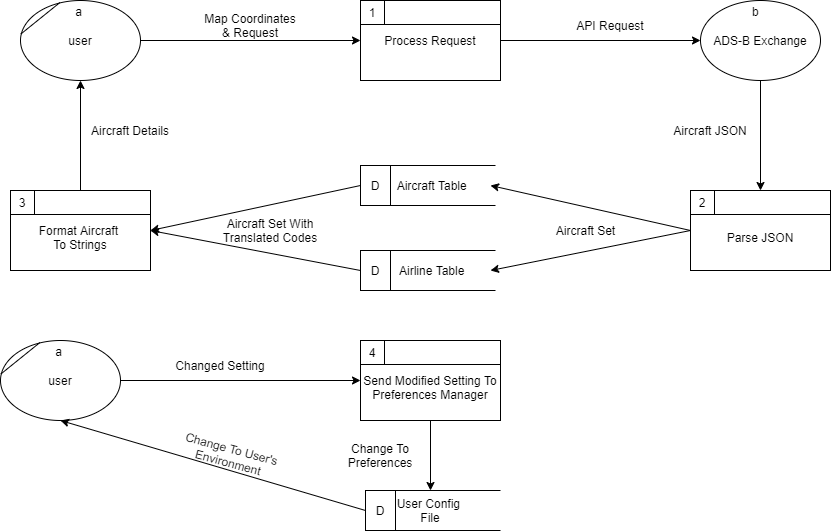 a
user
Map Coordinates
& Request
1
Process Request
API Request
b
ADS-B Exchange
Aircraft Details
Aircraft JSON
3
Format Aircraft
To Strings
Aircraft Set With
Translated Codes
D
Aircraft Table
D
Airline Table
Aircraft Set
2
Parse JSON
a
user
Changed Setting
4
Send Modified Setting To
Preferences Manager
Change To User's
Environment
Change To
Preferences
D
User Config
File